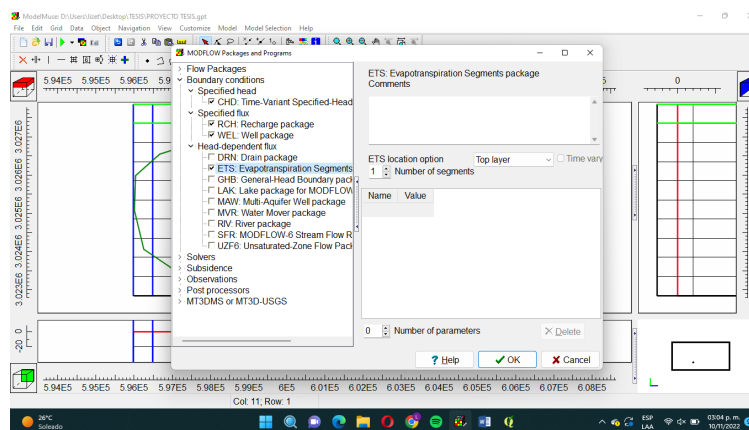 ModelMuse: D:\Users\lizef\Desktop\TESIS\PROYECTO TESIS.gpt
File Edit Grid Data Object Navigation View Customize Model Model Selection Help
MODFLOW Packages and Programs
Flow Packages
Boundary conditions
Specified head
CHD: Time-Variant Specified-Head
Specified flux
RCH: Recharge package
WEL: Well package
Head-dependent flux
DRN: Drain package
ETS: Evapotranspiration Segments
GHB: General-Head Boundary pack
LAK: Lake package for MODFLOW
MAW: Multi-Aquifer Well package
MVR: Water Mover package
RIV: River package
SFR: MODFLOW-6 Stream Flow R
UZF6: Unsaturated-Zone Flow Pack
Solvers
Subsidence
Observations
Post processors
MT3DMS or MT3D-USGS
ETS: Evapotranspiration Segments package
Comments
ETS location option Top layer Time vary
1 Number of segments
Name Value
0 Number of parameters Delete
Help OK Cancel
5.94E5 5.95E5 5.96E5 5.9
0
3.027E6
3.026E6
3.025E6
3.024E6
3.023E6
-20 0
5.94E5 5.95E5 5.96E5 5.97E5 5.98E5 5.99E5 6E5 6.01E5 6.02E5 6.03E5 6.04E5 6.05E5 6.06E5 6.07E5 6.08E5
Col: 11; Row: 1
26°C
Soleado
ESP
LAA
03:04 p. m.
10/11/2022